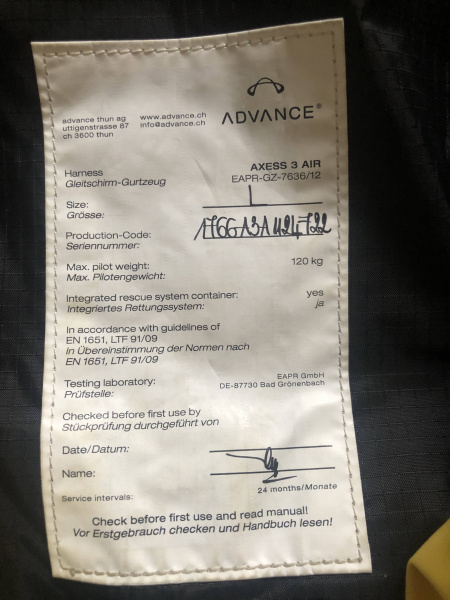 ADVANCE®
advance thun ag www.advance.ch
uttigenstrasse 87 info@advance.ch
ch 3600 thun
Harness AXESS 3 AIR
Gleitschirm-Gurtzeug EAPR-GZ-7636/12
Size: L
Grösse:
Production-Code:
Seriennummer:
Max. pilot weight: 120 kg
Max. Pilotengewicht:
Integrated rescue system container: yes
Integriertes Rettungssystem: ja
In accordance with guidelines of
EN 1651, LTF 91/09
In Übereinstimmung der Normen nach
EN 1651, LTF 91/09
Testing laboratory: EAPR GmbH
Prüfstelle: DE-87730 Bad Grönenbach
Checked before first use by
Stückprüfung durchgeführt von
Date/Datum:
Name:
Service intervals: 24 months/Monate
Check before first use and read manual!
Vor Erstgebrauch checken und Handbuch lesen!